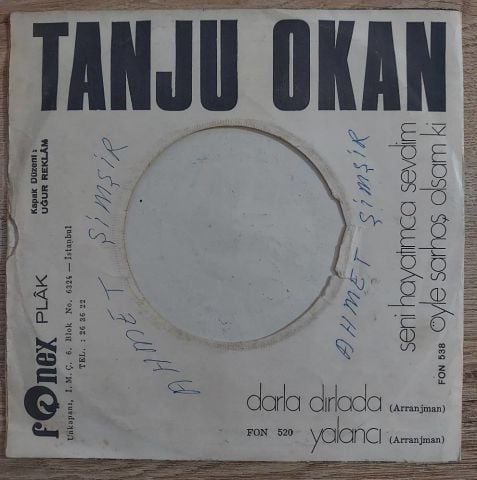 TANJU OKAN
Kapak Düzeni:
UĞUR REKLÂM
fonex PLÂK
Unkapanı, İ. M. Ç. 6. Blok No. 6224 — İstanbul
TEL. : 26 36 22
AHMET ŞİMŞİR
AHMET ŞİMŞİR
seni hayatımca sevdim
öyle sarhoş olsam ki
FON 538
darla dırlada (Arranjman)
FON 520 yalancı (Arranjman)